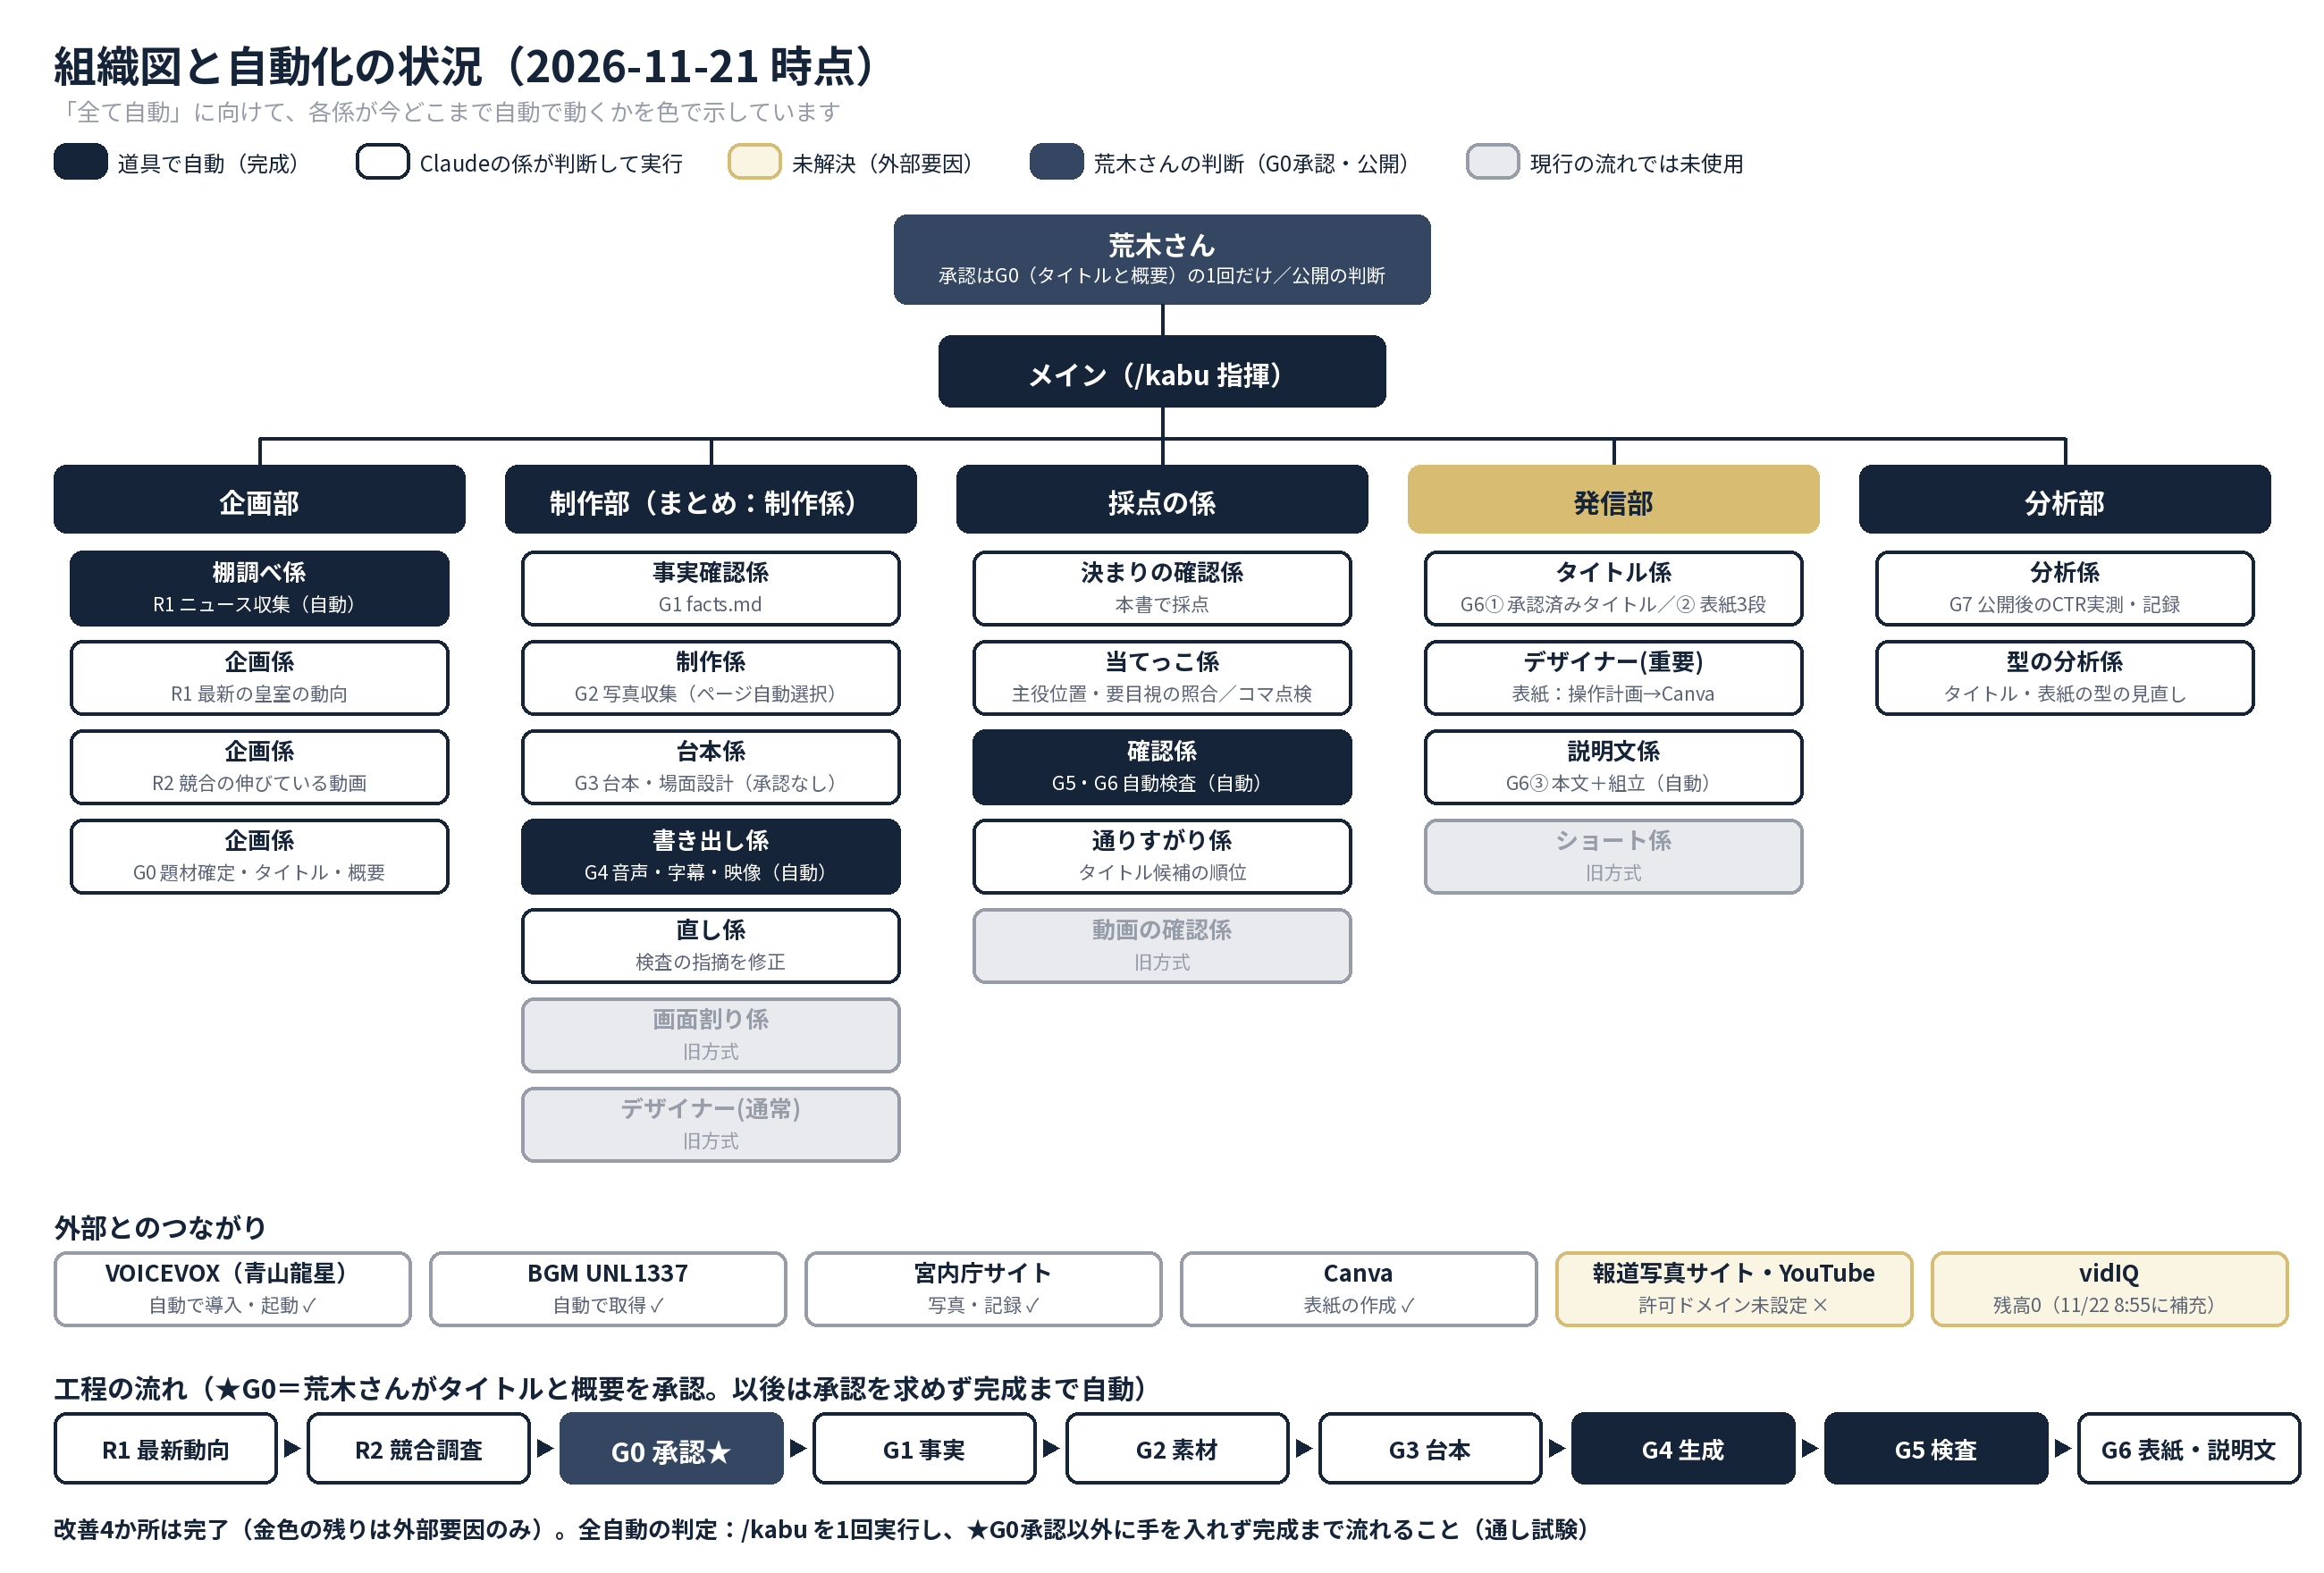 組織図と自動化の状況（2026-11-21 時点）
「全て自動」に向けて、各係が今どこまで自動で動くかを色で示しています
道具で自動（完成）
Claudeの係が判断して実行
未解決（外部要因）
荒木さんの判断（G0承認・公開）
現行の流れでは未使用
荒木さん
承認はG0（タイトルと概要）の1回だけ／公開の判断
メイン（/kabu 指揮）
企画部
棚調べ係
R1 ニュース収集（自動）
企画係
R1 最新の皇室の動向
企画係
R2 競合の伸びている動画
企画係
G0 題材確定・タイトル・概要
制作部（まとめ：制作係）
事実確認係
G1 facts.md
制作係
G2 写真収集（ページ自動選択）
台本係
G3 台本・場面設計（承認なし）
書き出し係
G4 音声・字幕・映像（自動）
直し係
検査の指摘を修正
画面割り係
旧方式
デザイナー(通常)
旧方式
採点の係
決まりの確認係
本書で採点
当てっこ係
主役位置・要目視の照合／コマ点検
確認係
G5・G6 自動検査（自動）
通りすがり係
タイトル候補の順位
動画の確認係
旧方式
発信部
タイトル係
G6① 承認済みタイトル／② 表紙3段
デザイナー(重要)
表紙：操作計画→Canva
説明文係
G6③ 本文＋組立（自動）
ショート係
旧方式
分析部
分析係
G7 公開後のCTR実測・記録
型の分析係
タイトル・表紙の型の見直し
外部とのつながり
VOICEVOX（青山龍星）
自動で導入・起動 ✓
BGM UNL1337
自動で取得 ✓
宮内庁サイト
写真・記録 ✓
Canva
表紙の作成 ✓
報道写真サイト・YouTube
許可ドメイン未設定 ×
vidIQ
残高0（11/22 8:55に補充）
工程の流れ（★G0＝荒木さんがタイトルと概要を承認。以後は承認を求めず完成まで自動）
R1 最新動向
R2 競合調査
G0 承認★
G1 事実
G2 素材
G3 台本
G4 生成
G5 検査
G6 表紙・説明文
改善4か所は完了（金色の残りは外部要因のみ）。全自動の判定：/kabu を1回実行し、★G0承認以外に手を入れず完成まで流れること（通し試験）